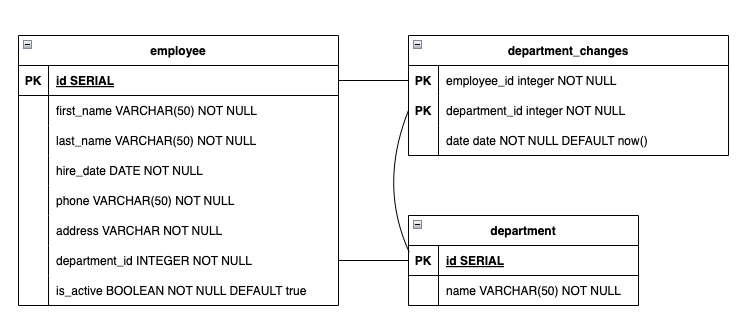 employee
PK id SERIAL
first_name VARCHAR(50) NOT NULL
last_name VARCHAR(50) NOT NULL
hire_date DATE NOT NULL
phone VARCHAR(50) NOT NULL
address VARCHAR NOT NULL
department_id INTEGER NOT NULL
is_active BOOLEAN NOT NULL DEFAULT true
department_changes
PK employee_id integer NOT NULL
PK department_id integer NOT NULL
date date NOT NULL DEFAULT now()
department
PK id SERIAL
name VARCHAR(50) NOT NULL